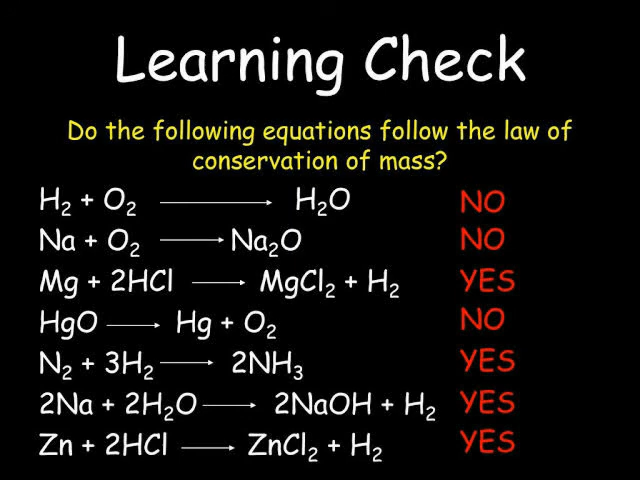 Learning Check
Do the following equations follow the law of
conservation of mass?
H₂ + O₂ ⟶ H₂O NO
Na + O₂ ⟶ Na₂O NO
Mg + 2HCl ⟶ MgCl₂ + H₂ YES
HgO ⟶ Hg + O₂ NO
N₂ + 3H₂ ⟶ 2NH₃ YES
2Na + 2H₂O ⟶ 2NaOH + H₂ YES
Zn + 2HCl ⟶ ZnCl₂ + H₂ YES